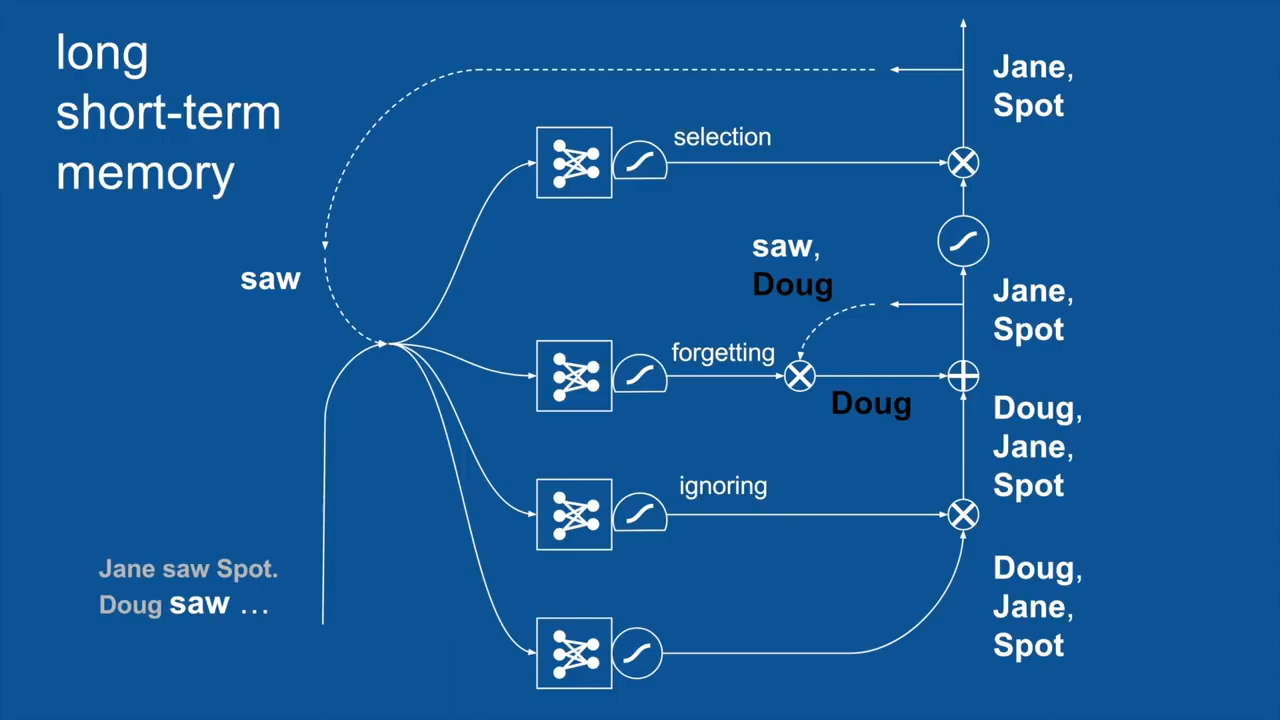 long
short-term
memory
Jane,
Spot
selection
saw,
Doug
saw
Jane,
Spot
forgetting
Doug
Doug,
Jane,
Spot
ignoring
Jane saw Spot.
Doug saw ...
Doug,
Jane,
Spot